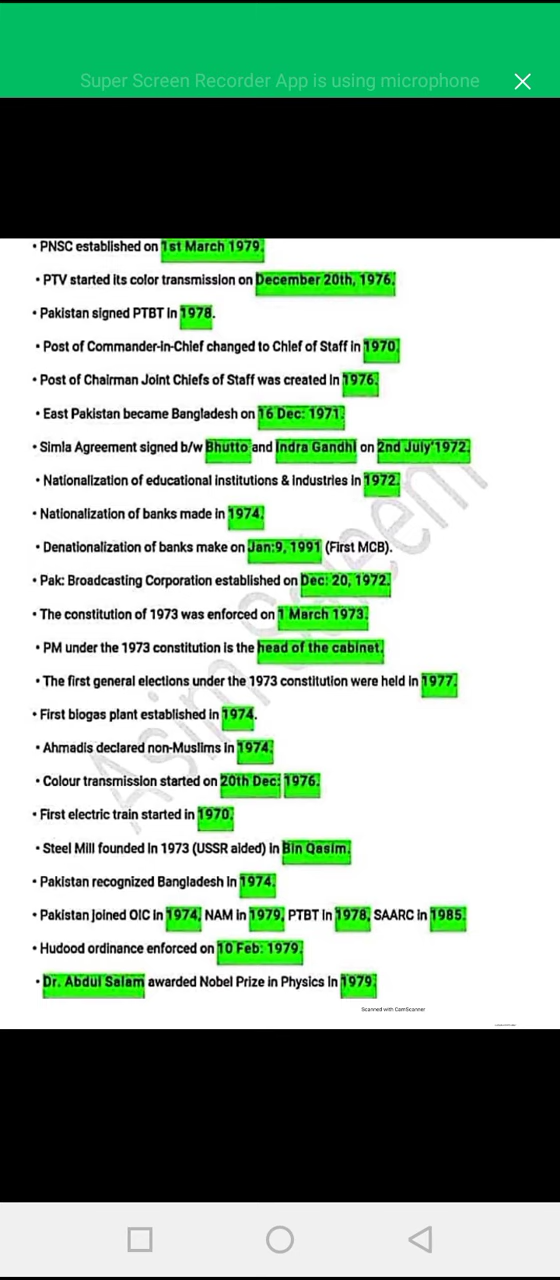 Super Screen Recorder App is using microphone
• PNSC established on 1st March 1979.
• PTV started its color transmission on December 20th, 1976.
• Pakistan signed PTBT in 1978.
• Post of Commander-in-Chief changed to Chief of Staff in 1970.
• Post of Chairman Joint Chiefs of Staff was created in 1976.
• East Pakistan became Bangladesh on 16 Dec: 1971.
• Simla Agreement signed b/w Bhutto and Indra Gandhi on 2nd July'1972.
• Nationalization of educational institutions & Industries in 1972.
• Nationalization of banks made in 1974.
• Denationalization of banks make on Jan:9, 1991 (First MCB).
• Pak: Broadcasting Corporation established on Dec: 20, 1972.
• The constitution of 1973 was enforced on 1 March 1973.
• PM under the 1973 constitution is the head of the cabinet.
• The first general elections under the 1973 constitution were held in 1977.
• First biogas plant established in 1974.
• Ahmadis declared non-Muslims in 1974.
• Colour transmission started on 20th Dec: 1976.
• First electric train started in 1970.
• Steel Mill founded in 1973 (USSR aided) in Bin Qasim.
• Pakistan recognized Bangladesh in 1974.
• Pakistan joined OIC in 1974, NAM in 1979, PTBT in 1978, SAARC in 1985.
• Hudood ordinance enforced on 10 Feb: 1979.
• Dr. Abdul Salam awarded Nobel Prize in Physics in 1979.
Scanned with CamScanner